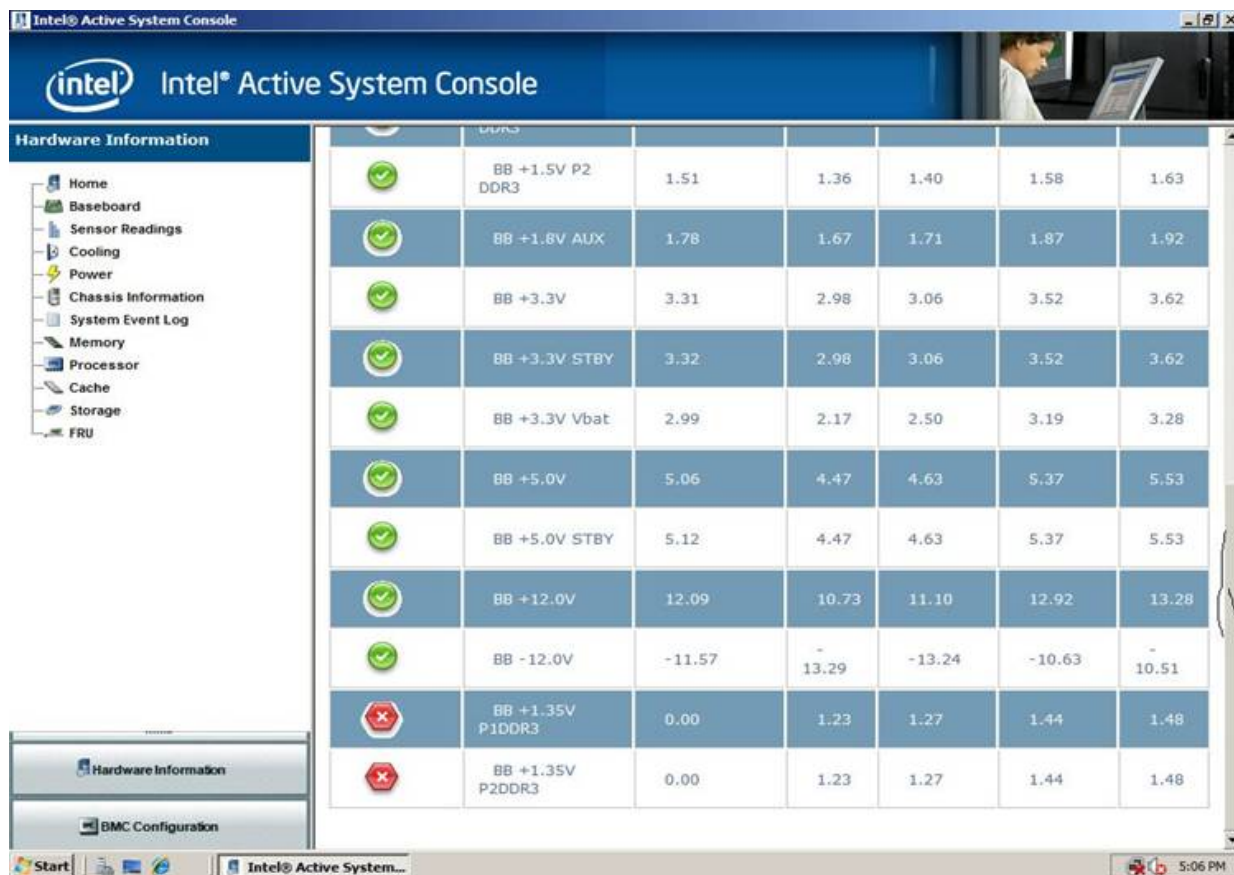 Intel® Active System Console
intel
Intel® Active System Console
Hardware Information
Home
Baseboard
Sensor Readings
Cooling
Power
Chassis Information
System Event Log
Memory
Processor
Cache
Storage
FRU
Hardware Information
BMC Configuration
DDR3
BB +1.5V P2
DDR3 1.51 1.36 1.40 1.58 1.63
BB +1.8V AUX 1.78 1.67 1.71 1.87 1.92
BB +3.3V 3.31 2.98 3.06 3.52 3.62
BB +3.3V STBY 3.32 2.98 3.06 3.52 3.62
BB +3.3V Vbat 2.99 2.17 2.50 3.19 3.28
BB +5.0V 5.06 4.47 4.63 5.37 5.53
BB +5.0V STBY 5.12 4.47 4.63 5.37 5.53
BB +12.0V 12.09 10.73 11.10 12.92 13.28
BB -12.0V -11.57 -13.29 -13.24 -10.63 -10.51
BB +1.35V
P1DDR3 0.00 1.23 1.27 1.44 1.48
BB +1.35V
P2DDR3 0.00 1.23 1.27 1.44 1.48
Start
Intel® Active System...
5:06 PM